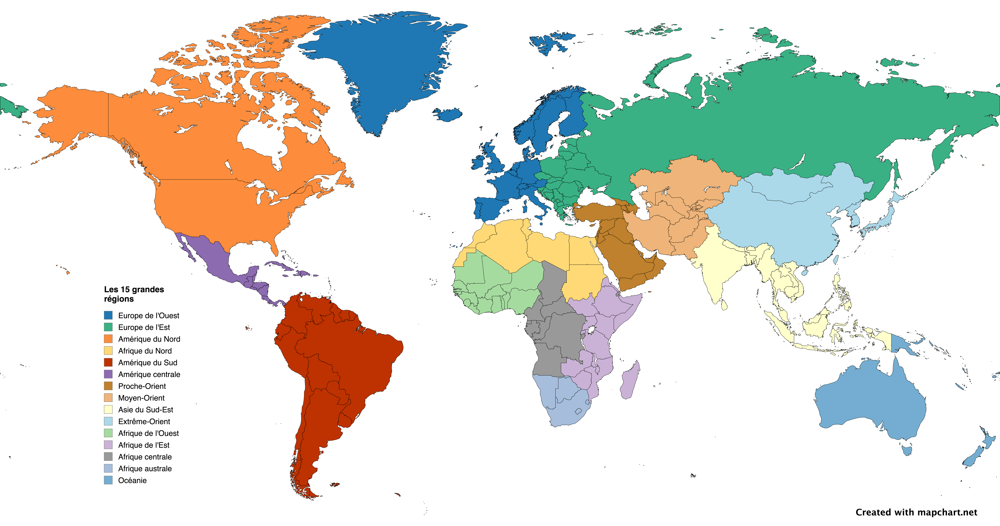 Les 15 grandes
régions
Europe de l'Ouest
Europe de l'Est
Amérique du Nord
Afrique du Nord
Amérique du Sud
Amérique centrale
Proche-Orient
Moyen-Orient
Asie du Sud-Est
Extrême-Orient
Afrique de l'Ouest
Afrique de l'Est
Afrique centrale
Afrique australe
Océanie
Created with mapchart.net